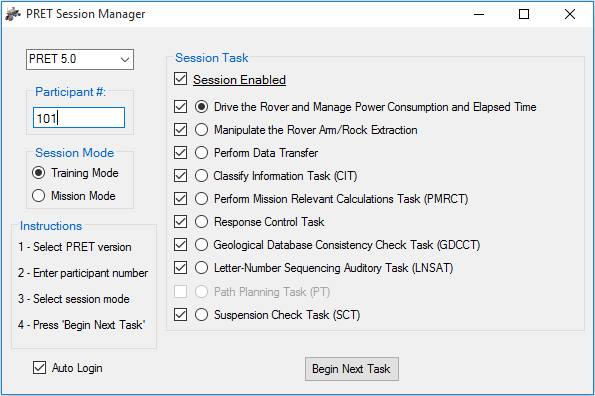 PRET Session Manager
PRET 5.0
Participant #:
101
Session Mode
Training Mode
Mission Mode
Instructions
1 - Select PRET version
2 - Enter participant number
3 - Select session mode
4 - Press 'Begin Next Task'
Auto Login
Session Task
Session Enabled
Drive the Rover and Manage Power Consumption and Elapsed Time
Manipulate the Rover Arm/Rock Extraction
Perform Data Transfer
Classify Information Task (CIT)
Perform Mission Relevant Calculations Task (PMRCT)
Response Control Task
Geological Database Consistency Check Task (GDCCT)
Letter-Number Sequencing Auditory Task (LNSAT)
Path Planning Task (PT)
Suspension Check Task (SCT)
Begin Next Task